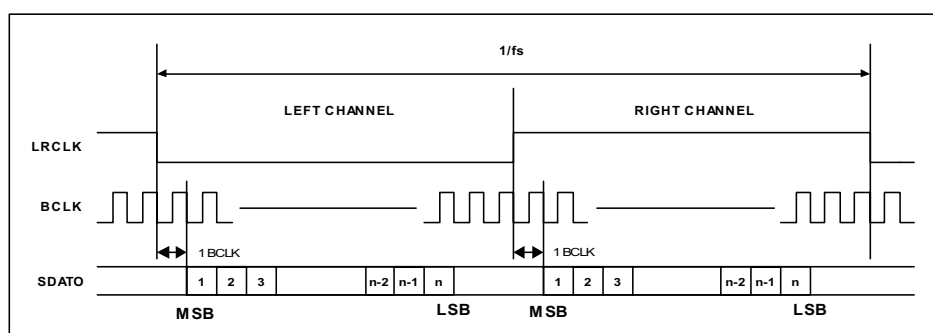 1/fs
LEFT CHANNEL RIGHT CHANNEL
LRCLK
BCLK
1 BCLK 1 BCLK
SDATO 1 2 3 n-2 n-1 n 1 2 3 n-2 n-1 n
MSB LSB MSB LSB